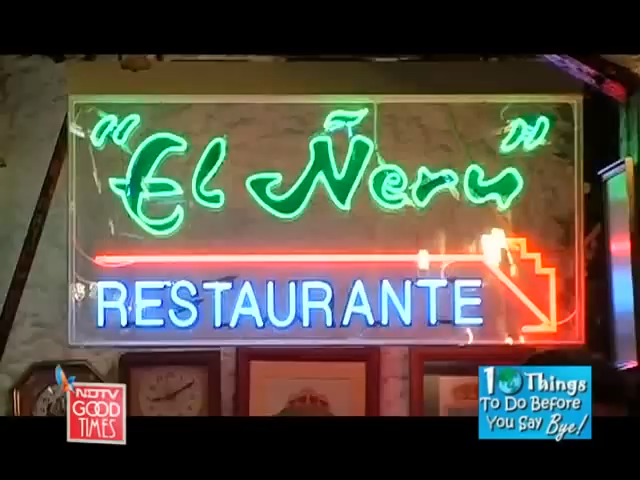 "El Ñeru"
RESTAURANTE
NDTV
GOOD
TIMES
10 Things
To Do Before
You Say Bye!